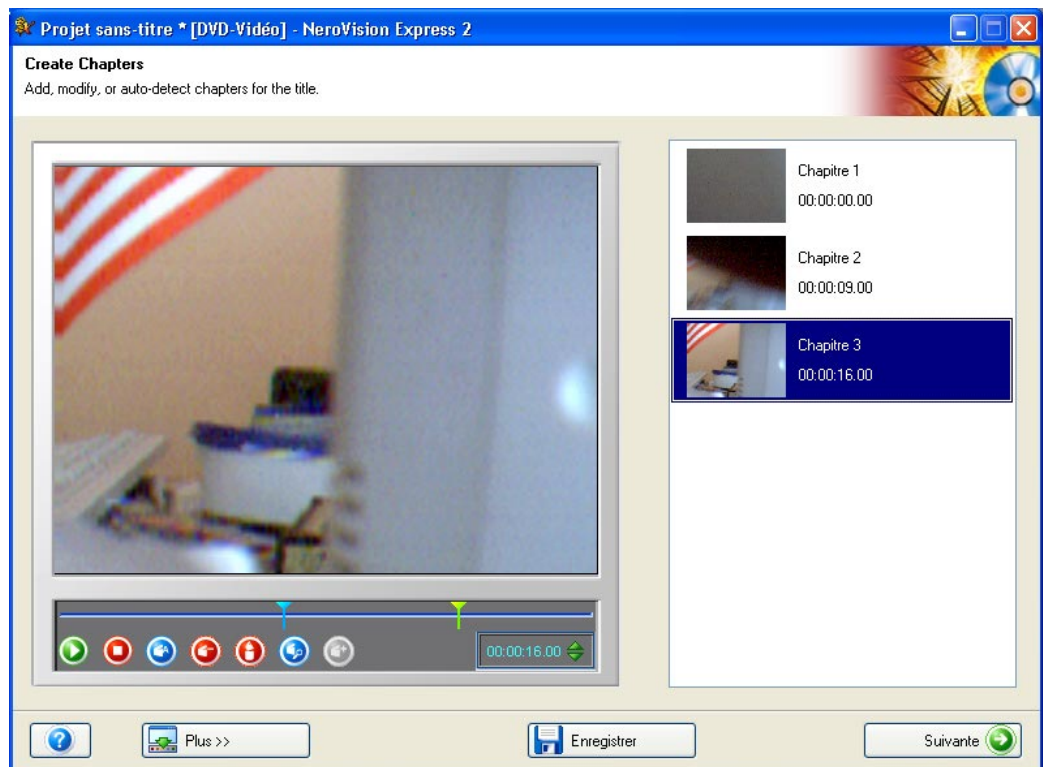 Projet sans-titre * [DVD-Vidéo] - NeroVision Express 2
Create Chapters
Add, modify, or auto-detect chapters for the title.
Chapitre 1
00:00:00.00
Chapitre 2
00:00:09.00
Chapitre 3
00:00:16.00
00:00:16.00
Plus >>
Enregistrer
Suivante